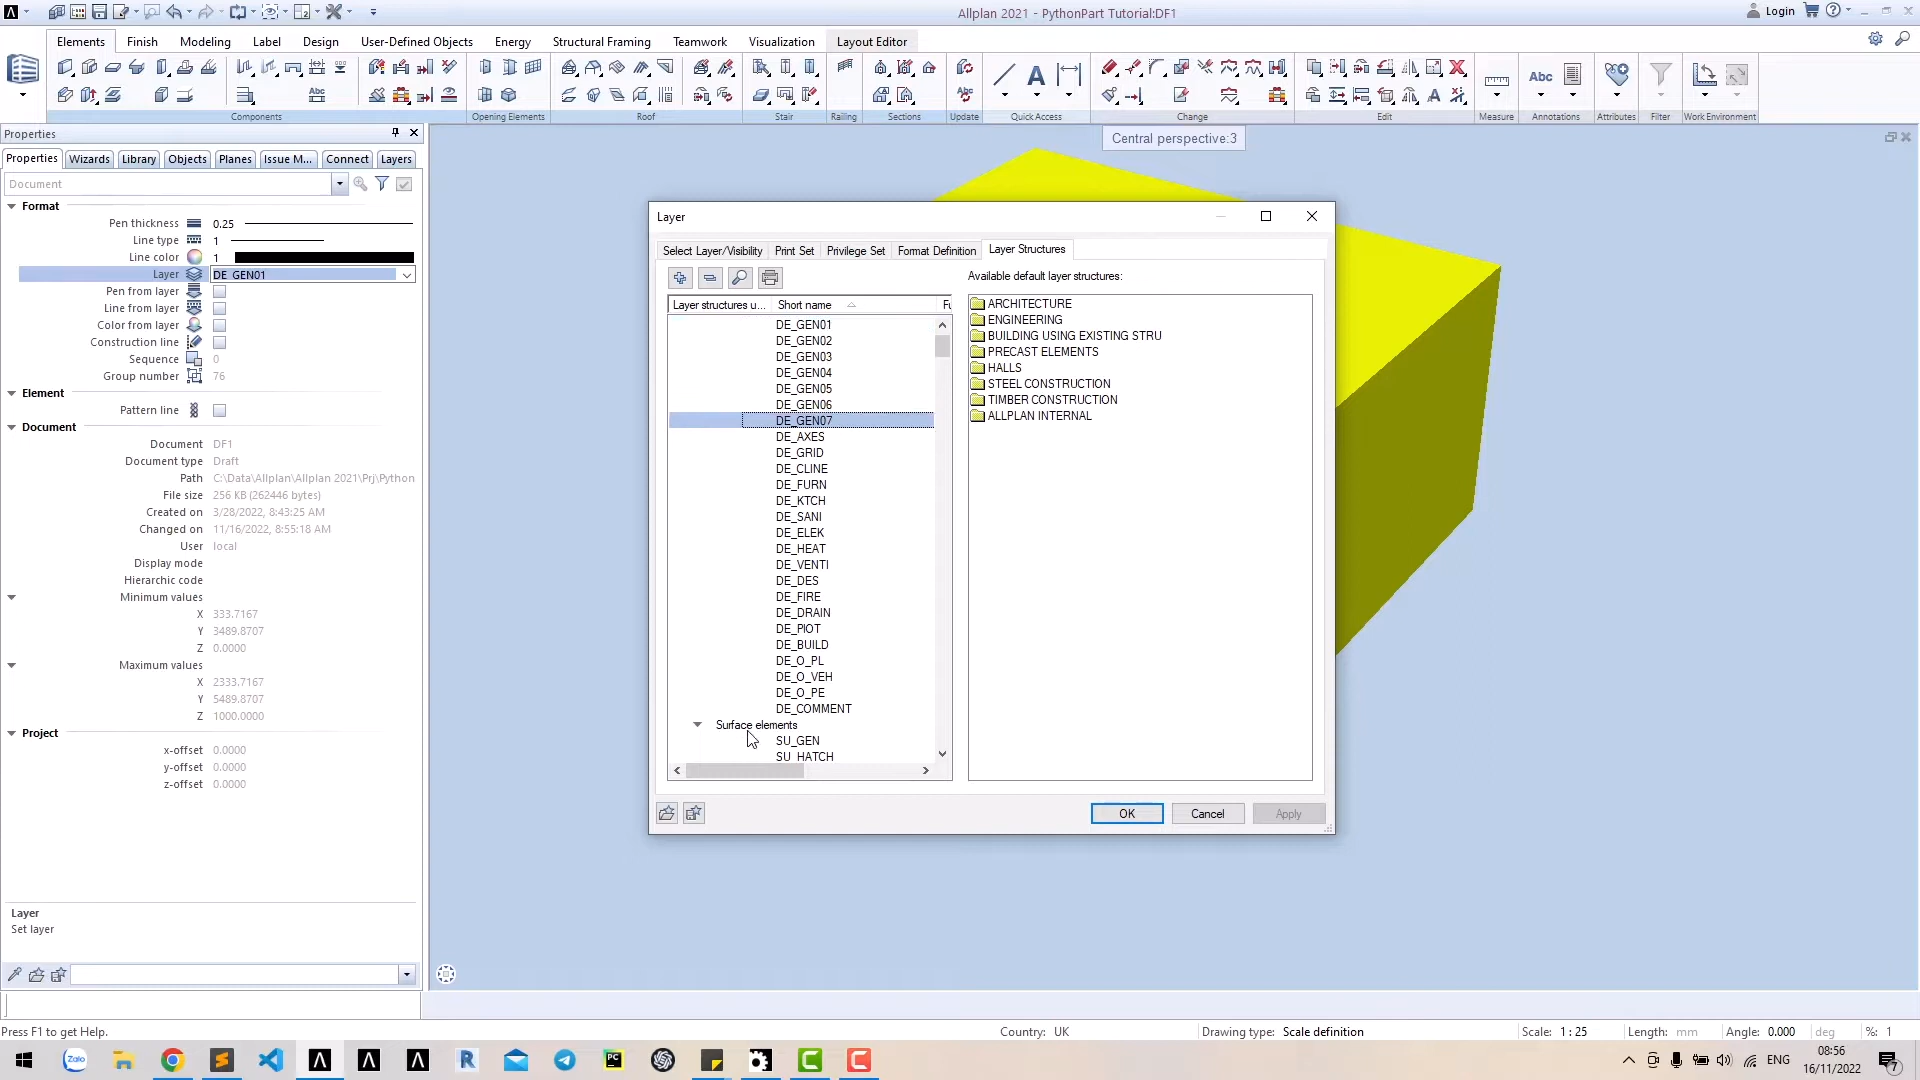 Allplan 2021 - PythonPart Tutorial:DF1
Login
Elements
Finish
Modeling
Label
Design
User-Defined Objects
Energy
Structural Framing
Teamwork
Visualization
Layout Editor
Abc
Components
Opening Elements
Roof
Stair
Railing
Sections
Update
Quick Access
Change
Edit
Measure
Annotations
Attributes
Filter
Work Environment
Properties
Properties
Wizards
Library
Objects
Planes
Issue M...
Connect
Layers
Document
Format
Pen thickness 0.25
Line type 1
Line color 1
Layer DE_GEN01
Pen from layer
Line from layer
Color from layer
Construction line
Sequence 0
Group number 76
Element
Pattern line
Document
Document DF1
Document type Draft
Path C:\Data\Allplan\Allplan 2021\Prj\Python
File size 256 KB (262446 bytes)
Created on 3/28/2022, 8:43:25 AM
Changed on 11/16/2022, 8:55:18 AM
User local
Display mode
Hierarchic code
Minimum values
X 333.7167
Y 3489.8707
Z 0.0000
Maximum values
X 2333.7167
Y 5489.8707
Z 1000.0000
Project
x-offset 0.0000
y-offset 0.0000
z-offset 0.0000
Layer
Set layer
Central perspective:3
Layer
Select Layer/Visibility
Print Set
Privilege Set
Format Definition
Layer Structures
Layer structures u...
Short name
Fu
DE_GEN01
DE_GEN02
DE_GEN03
DE_GEN04
DE_GEN05
DE_GEN06
DE_GEN07
DE_AXES
DE_GRID
DE_CLINE
DE_FURN
DE_KTCH
DE_SANI
DE_ELEK
DE_HEAT
DE_VENTI
DE_DES
DE_FIRE
DE_DRAIN
DE_PIOT
DE_BUILD
DE_O_PL
DE_O_VEH
DE_O_PE
DE_COMMENT
Surface elements
SU_GEN
SU_HATCH
Available default layer structures:
ARCHITECTURE
ENGINEERING
BUILDING USING EXISTING STRU
PRECAST ELEMENTS
HALLS
STEEL CONSTRUCTION
TIMBER CONSTRUCTION
ALLPLAN INTERNAL
OK
Cancel
Apply
Press F1 to get Help.
Country: UK
Drawing type: Scale definition
Scale: 1 : 25
Length: mm
Angle: 0.000
deg
%: 1
Zalo
ENG
08:56
16/11/2022